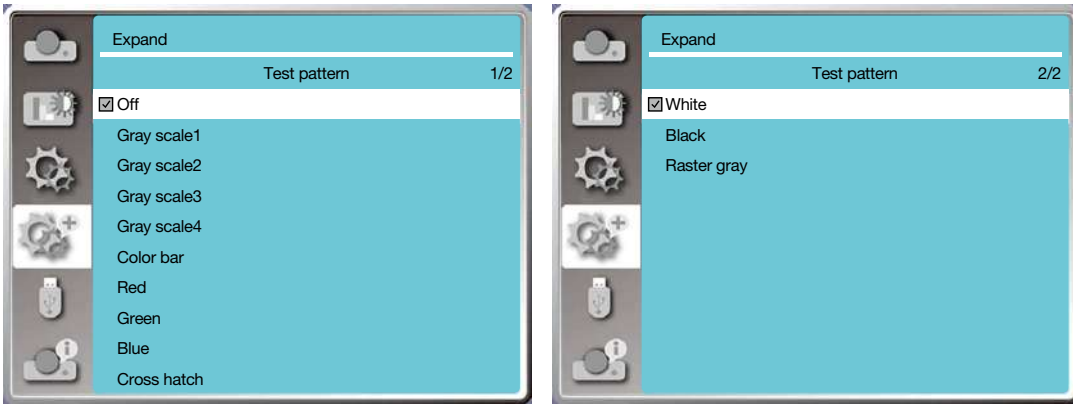 Expand
Test pattern 1/2
Off
Gray scale1
Gray scale2
Gray scale3
Gray scale4
Color bar
Red
Green
Blue
Cross hatch
Expand
Test pattern 2/2
White
Black
Raster gray